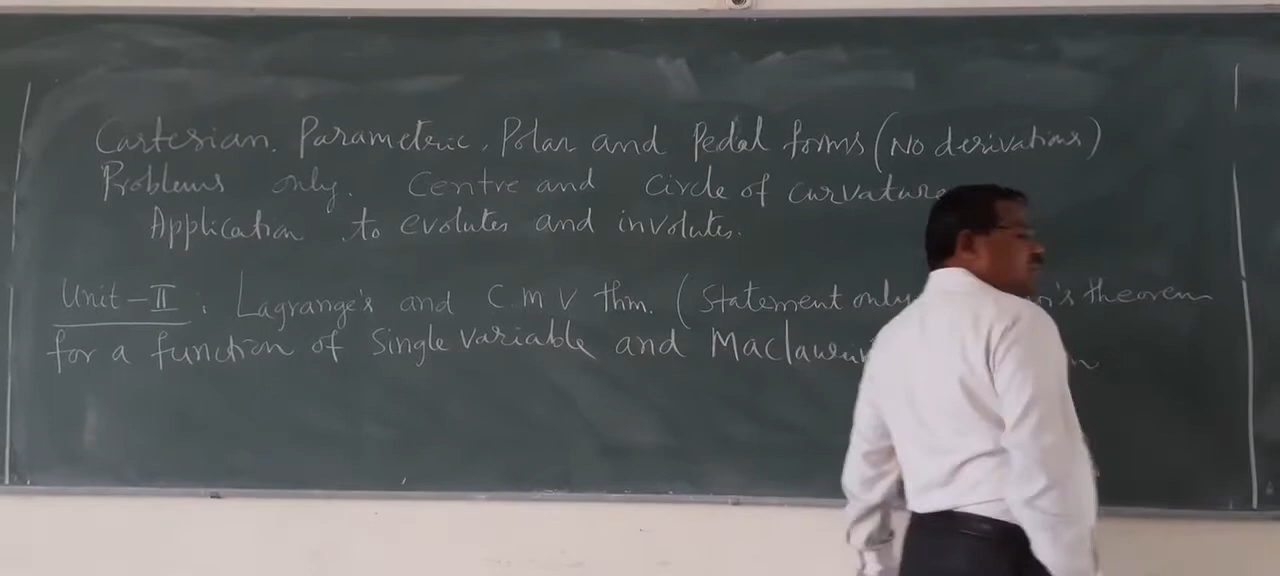 Cartesian. Parametric, Polar and Pedal forms (No derivations)
Problems only. Centre and Circle of curvature
Application to evolutes and involutes.
Unit-II : Lagrange's and C.M V thm. (Statement only theorem
for a function of Single variable and